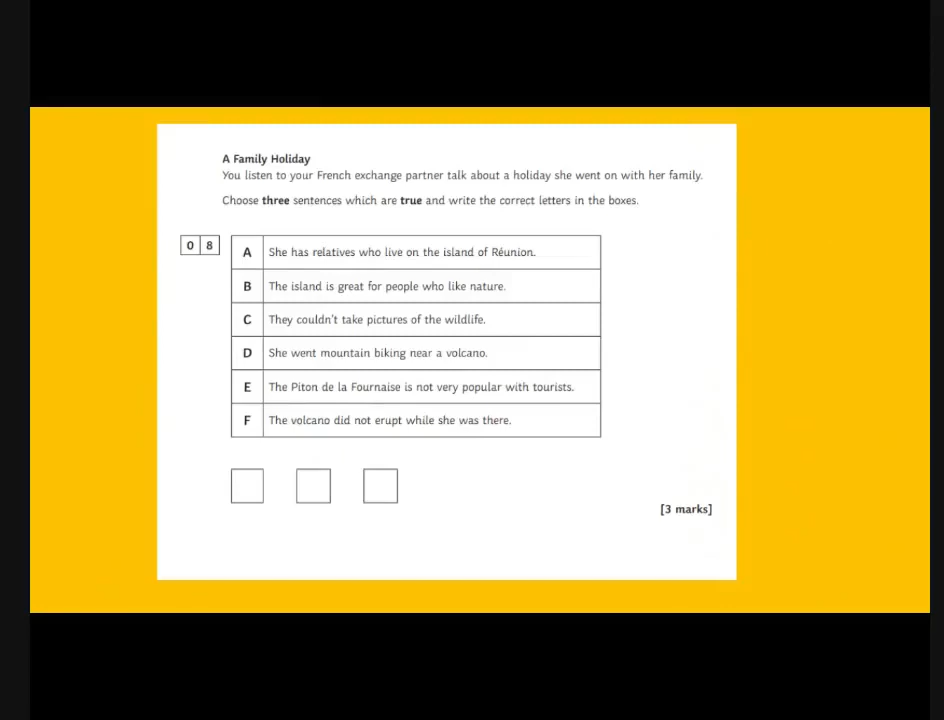 A Family Holiday
You listen to your French exchange partner talk about a holiday she went on with her family.
Choose three sentences which are true and write the correct letters in the boxes.
0 8
A She has relatives who live on the island of Réunion.
B The island is great for people who like nature.
C They couldn't take pictures of the wildlife.
D She went mountain biking near a volcano.
E The Piton de la Fournaise is not very popular with tourists.
F The volcano did not erupt while she was there.
[3 marks]